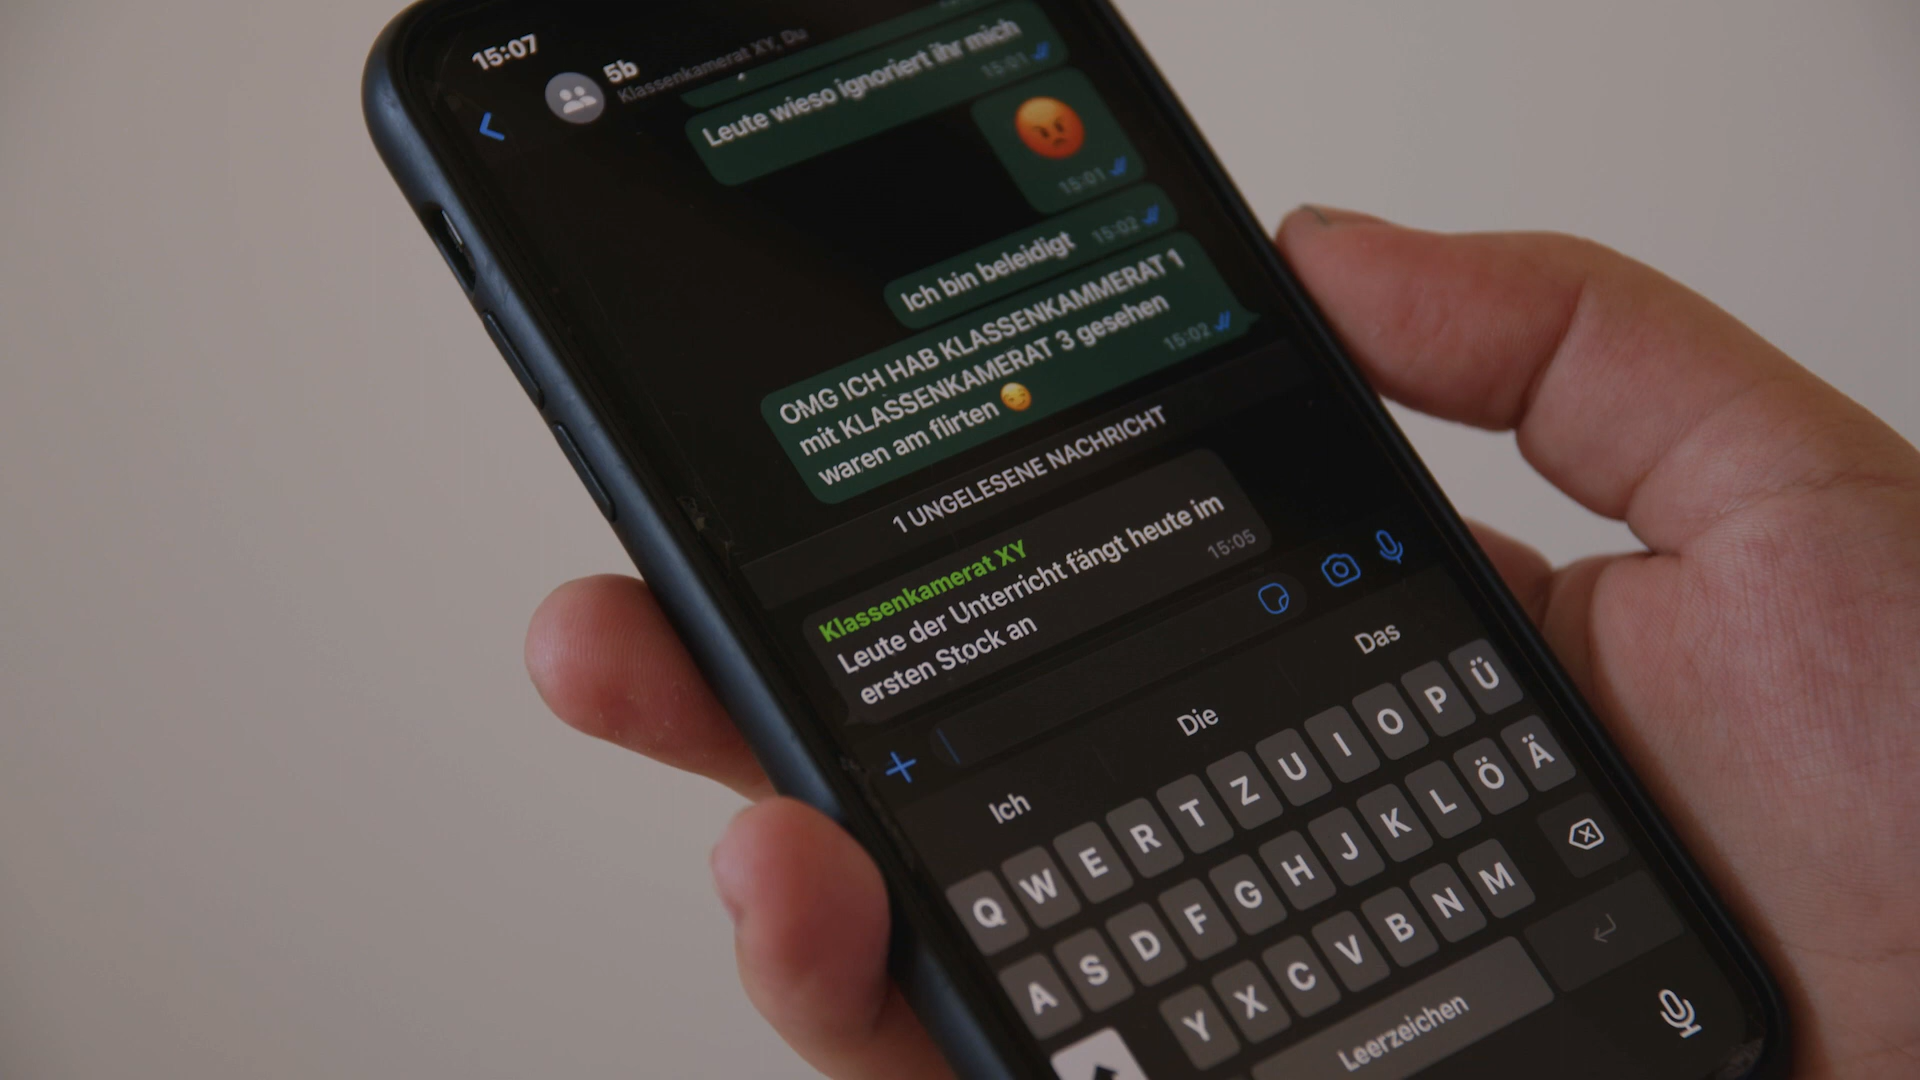 15:07
5b
Klassenkamerat XY, Du
Leute wieso ignoriert ihr mich
15:01
😡
15:01
Ich bin beleidigt
15:02
OMG ICH HAB KLASSENKAMMERAT 1
mit KLASSENKAMERAT 3 gesehen
waren am flirten 😏
15:02
1 UNGELESENE NACHRICHT
Klassenkamerat XY
Leute der Unterricht fängt heute im
ersten Stock an
15:05
Ich
Die
Das
Q W E R T Z U I O P Ü
A S D F G H J K L Ö Ä
Y X C V B N M
Leerzeichen